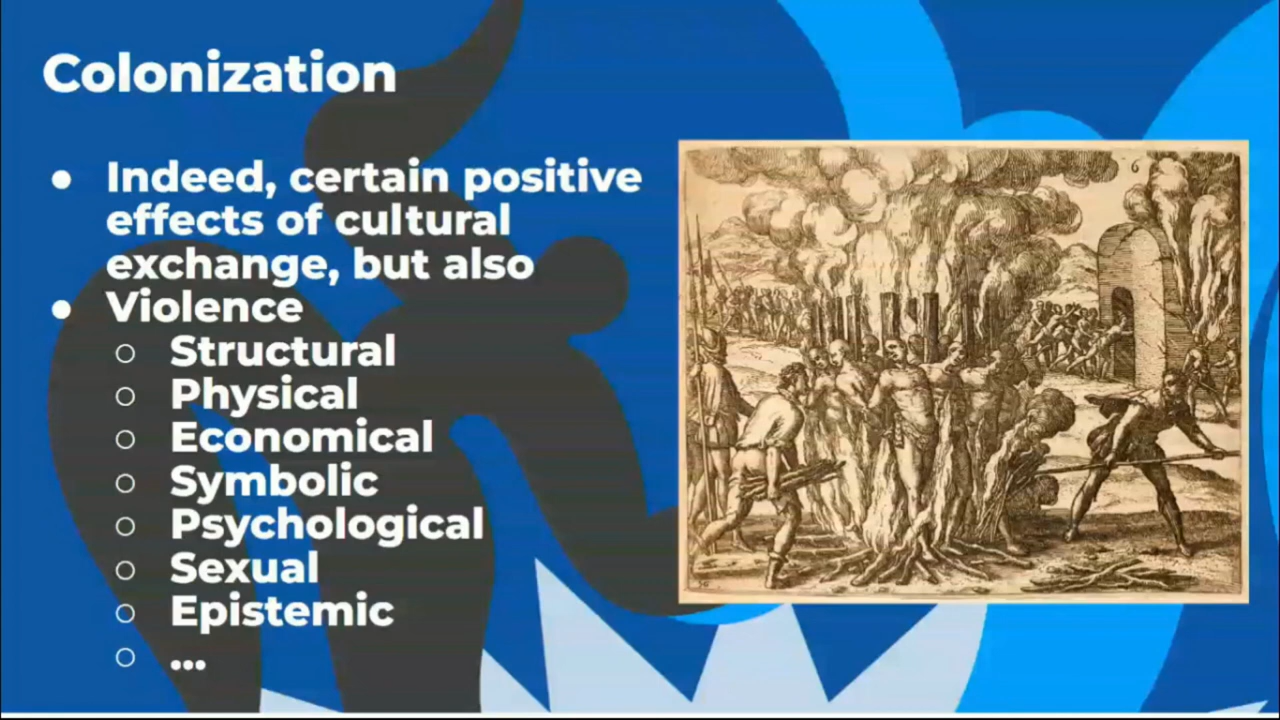 Colonization
● Indeed, certain positive
effects of cultural
exchange, but also
● Violence
○ Structural
○ Physical
○ Economical
○ Symbolic
○ Psychological
○ Sexual
○ Epistemic
○ ...